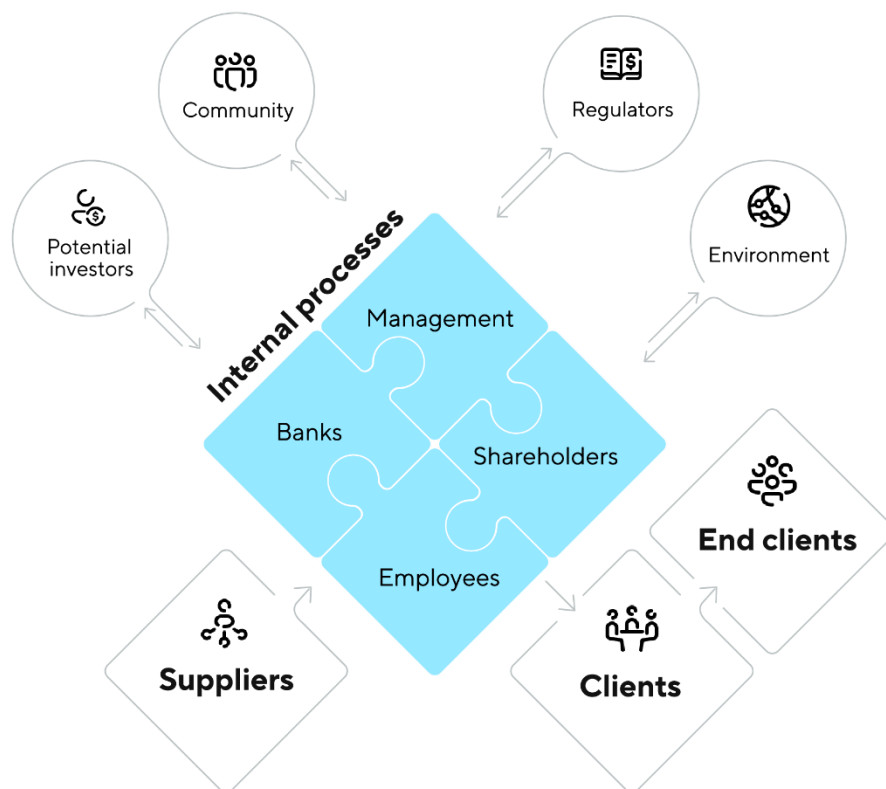 Community
Regulators
Potential
investors
Environment
Internal processes
Management
Banks
Shareholders
End clients
Employees
Suppliers
Clients
$
$